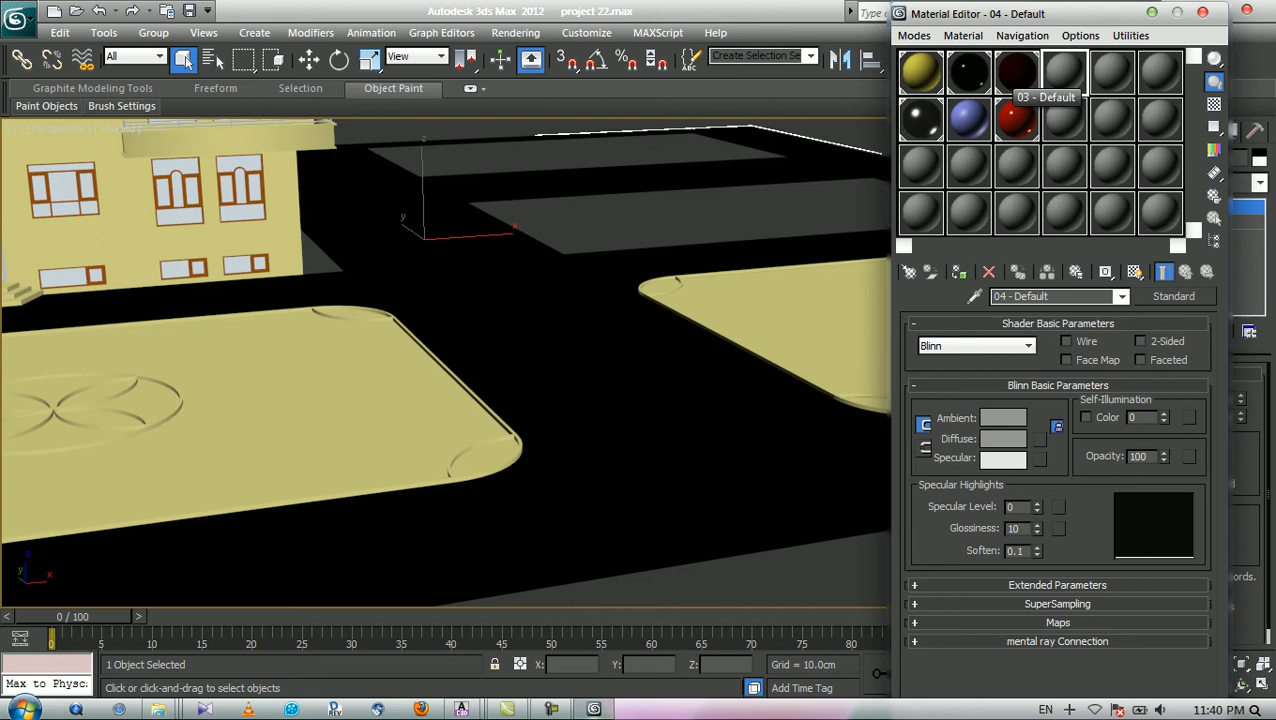 Autodesk 3ds Max 2012 project 22.max
Type
Material Editor - 04 - Default
Edit Tools Group Views Create Modifiers Animation Graph Editors Rendering Customize MAXScript Help
Modes Material Navigation Options Utilities
All
View
3
Create Selection Se
Graphite Modeling Tools Freeform Selection Object Paint
Paint Objects Brush Settings
03 - Default
z
y
x
04 - Default
Standard
- Shader Basic Parameters
Blinn
Wire
2-Sided
Face Map
Faceted
- Blinn Basic Parameters
Self-Illumination
Ambient:
Color 0
Diffuse:
Specular:
Opacity: 100
Specular Highlights
Specular Level: 0
Glossiness: 10
Soften: 0.1
+ Extended Parameters
+ SuperSampling
+ Maps
+ mental ray Connection
z
y
x
< 0 / 100 >
0 5 10 15 20 25 30 35 40 45 50 55 60 65 70 75 80
1 Object Selected
X:
Y:
Z:
Grid = 10.0cm
Max to Physc
Click or click-and-drag to select objects
Add Time Tag
EN
11:40 PM